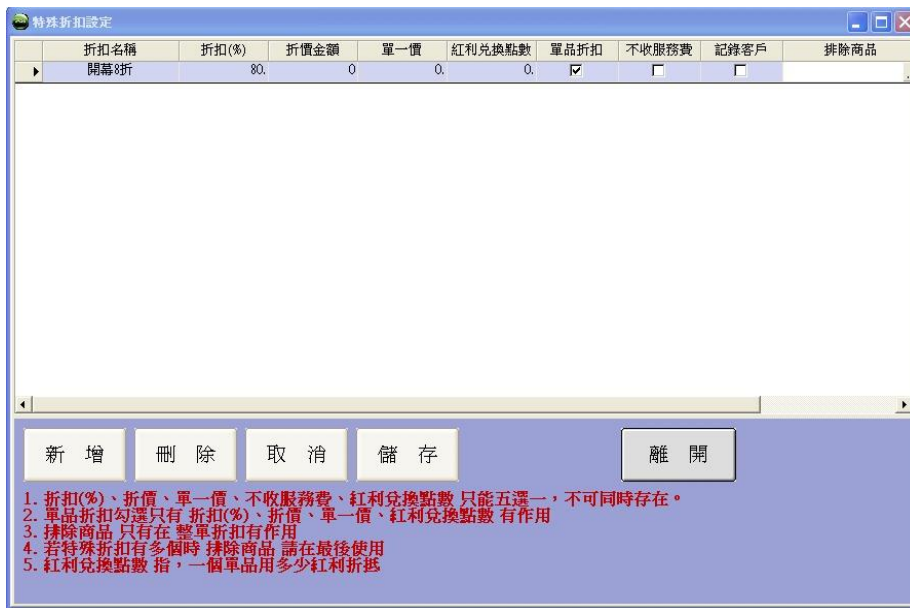 特殊折扣設定
折扣名稱 折扣(%) 折價金額 單一價 紅利兌換點數 單品折扣 不收服務費 記錄客戶 排除商品
開幕8折 80. 0 0. 0.
新 增 刪 除 取 消 儲 存 離 開
1. 折扣(%)、折價、單一價、不收服務費、紅利兌換點數 只能五選一，不可同時存在。
2. 單品折扣勾選只有 折扣(%)、折價、單一價、紅利兌換點數 有作用
3. 排除商品 只有在 整單折扣有作用
4. 若特殊折扣有多個時 排除商品 請在最後使用
5. 紅利兌換點數 指，一個單品用多少紅利折抵